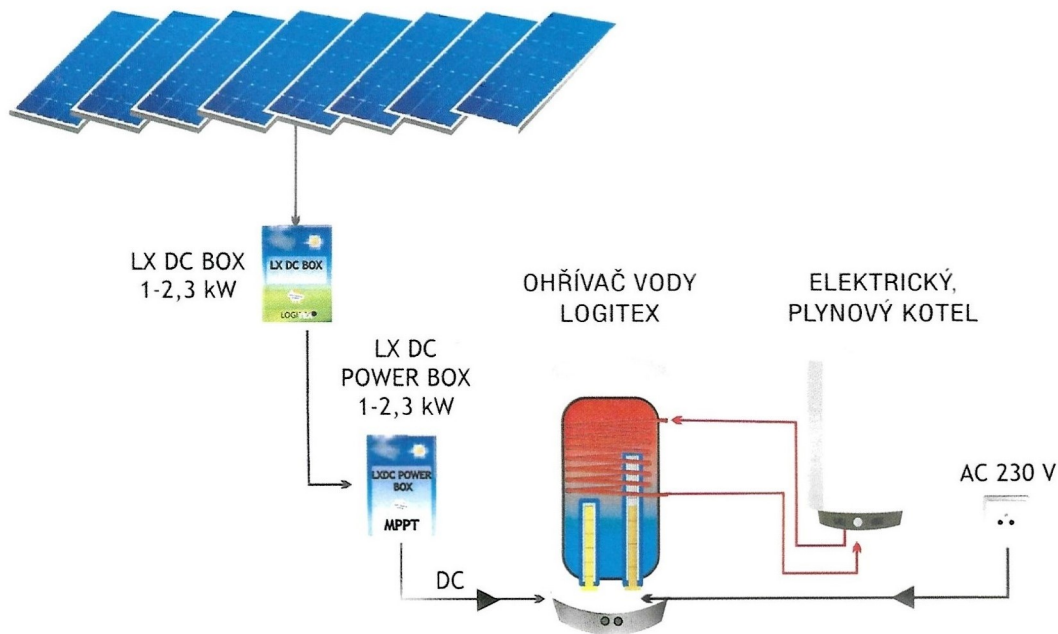 LX DC BOX
1-2,3 kW
LX DC BOX
LOGITEX
LX DC
POWER BOX
1-2,3 kW
LXDC POWER
BOX
MPPT
DC
OHŘÍVAČ VODY
LOGITEX
ELEKTRICKÝ,
PLYNOVÝ KOTEL
AC 230 V